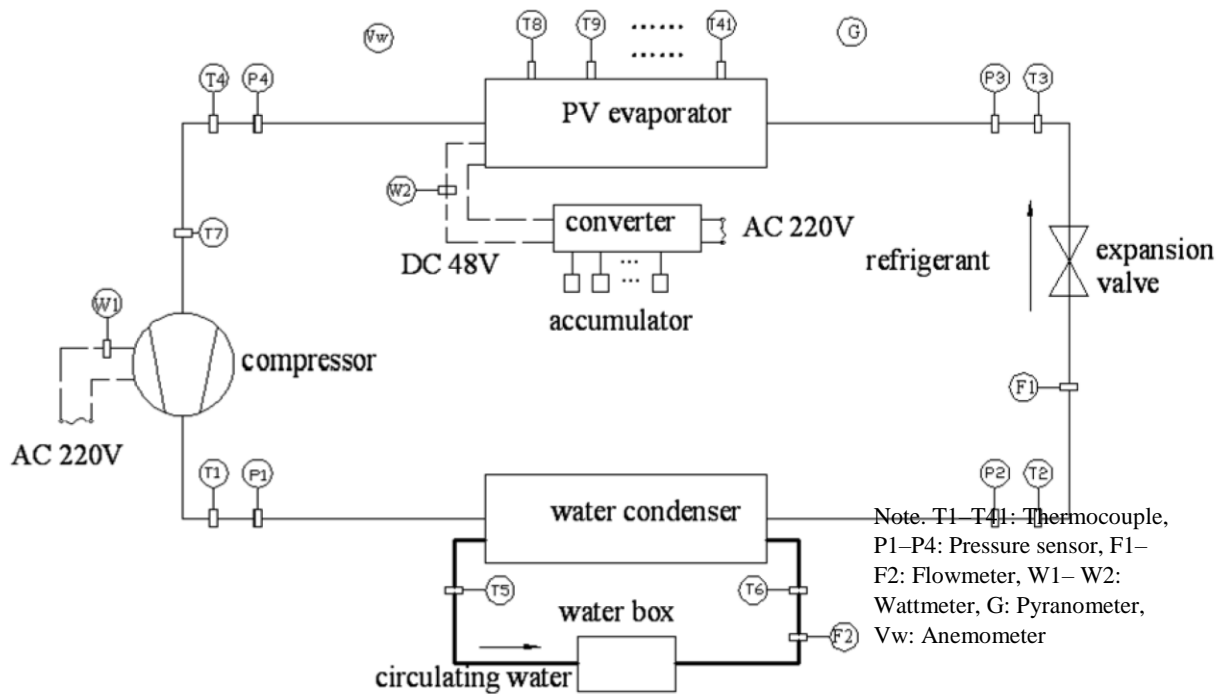 T8 T9 ...... T41
Vw
......
G
T4 P4
P3 T3
PV evaporator
W2
converter
AC 220V
T7
DC 48V
...
...
refrigerant
expansion
valve
accumulator
W1
compressor
F1
AC 220V
T1 P1
P2 T2
water condenser
Note. T1–T41: Thermocouple,
P1–P4: Pressure sensor, F1–
F2: Flowmeter, W1– W2:
Wattmeter, G: Pyranometer,
Vw: Anemometer
T5
T6
water box
F2
circulating water